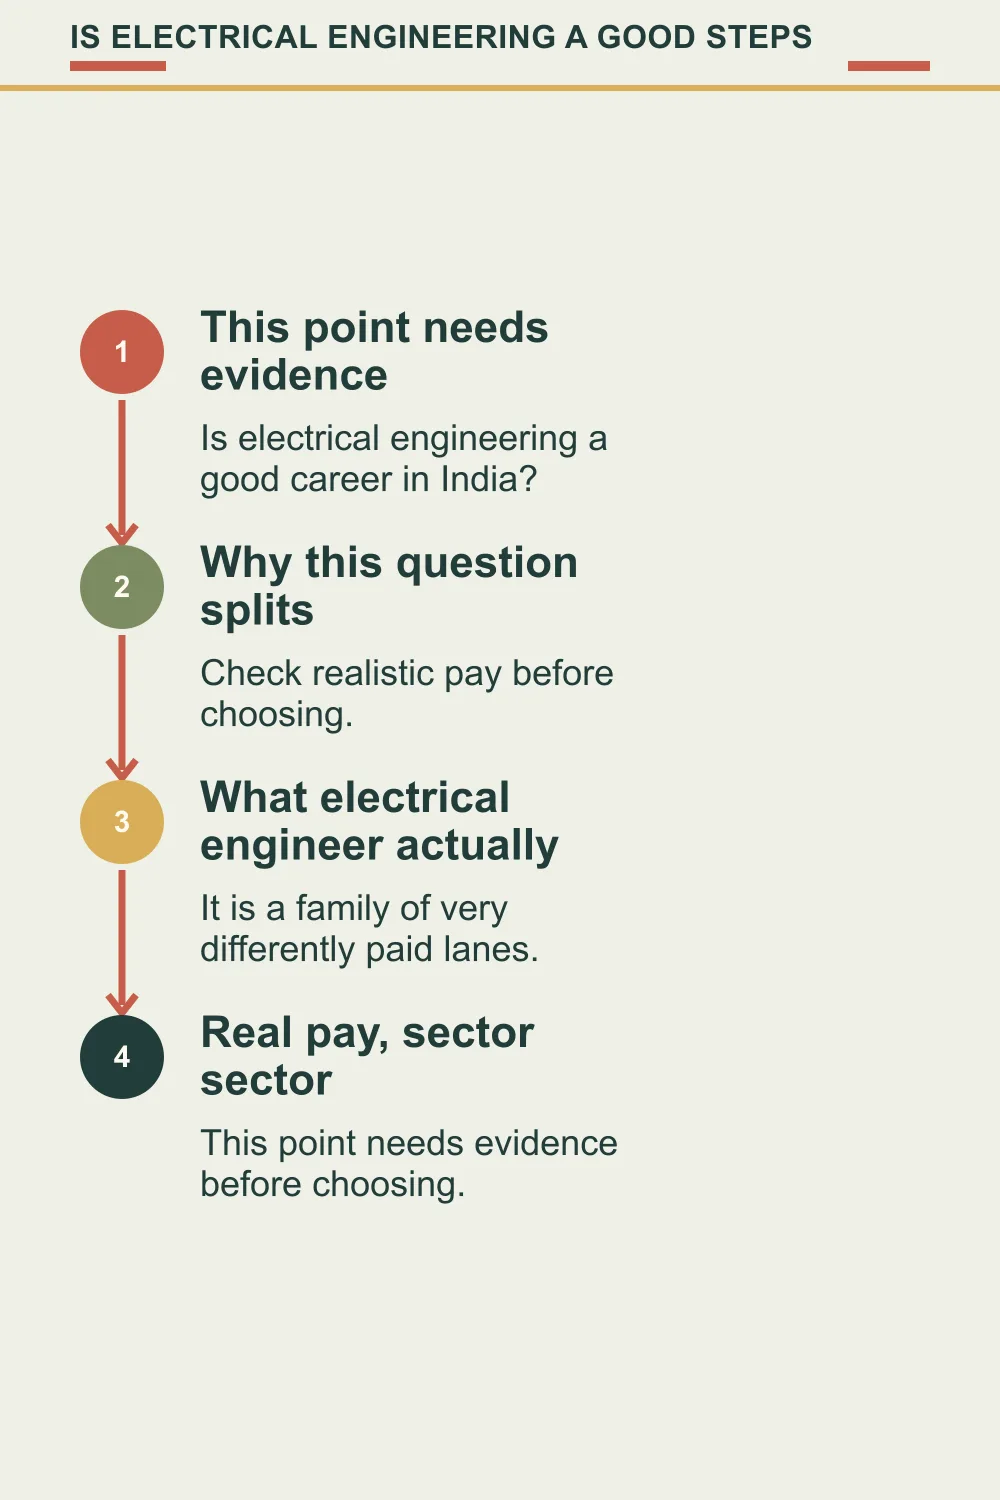 IS ELECTRICAL ENGINEERING A GOOD STEPS
1
This point needs
evidence
Is electrical engineering a
good career in India?
2
Why this question
splits
Check realistic pay before
choosing.
3
What electrical
engineer actually
It is a family of very
differently paid lanes.
4
Real pay, sector
sector
This point needs evidence
before choosing.